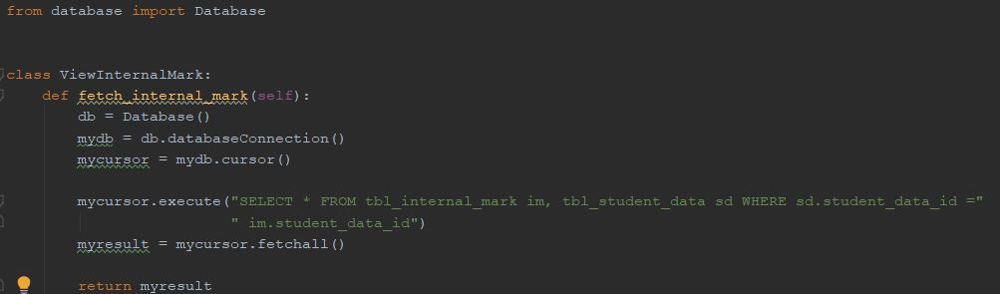 from database import Database
class ViewInternalMark:
def fetch_internal_mark(self):
db = Database()
mydb = db.databaseConnection()
mycursor = mydb.cursor()
mycursor.execute("SELECT * FROM tbl_internal_mark im, tbl_student_data sd WHERE sd.student_data_id ="
" im.student_data_id")
myresult = mycursor.fetchall()
return myresult